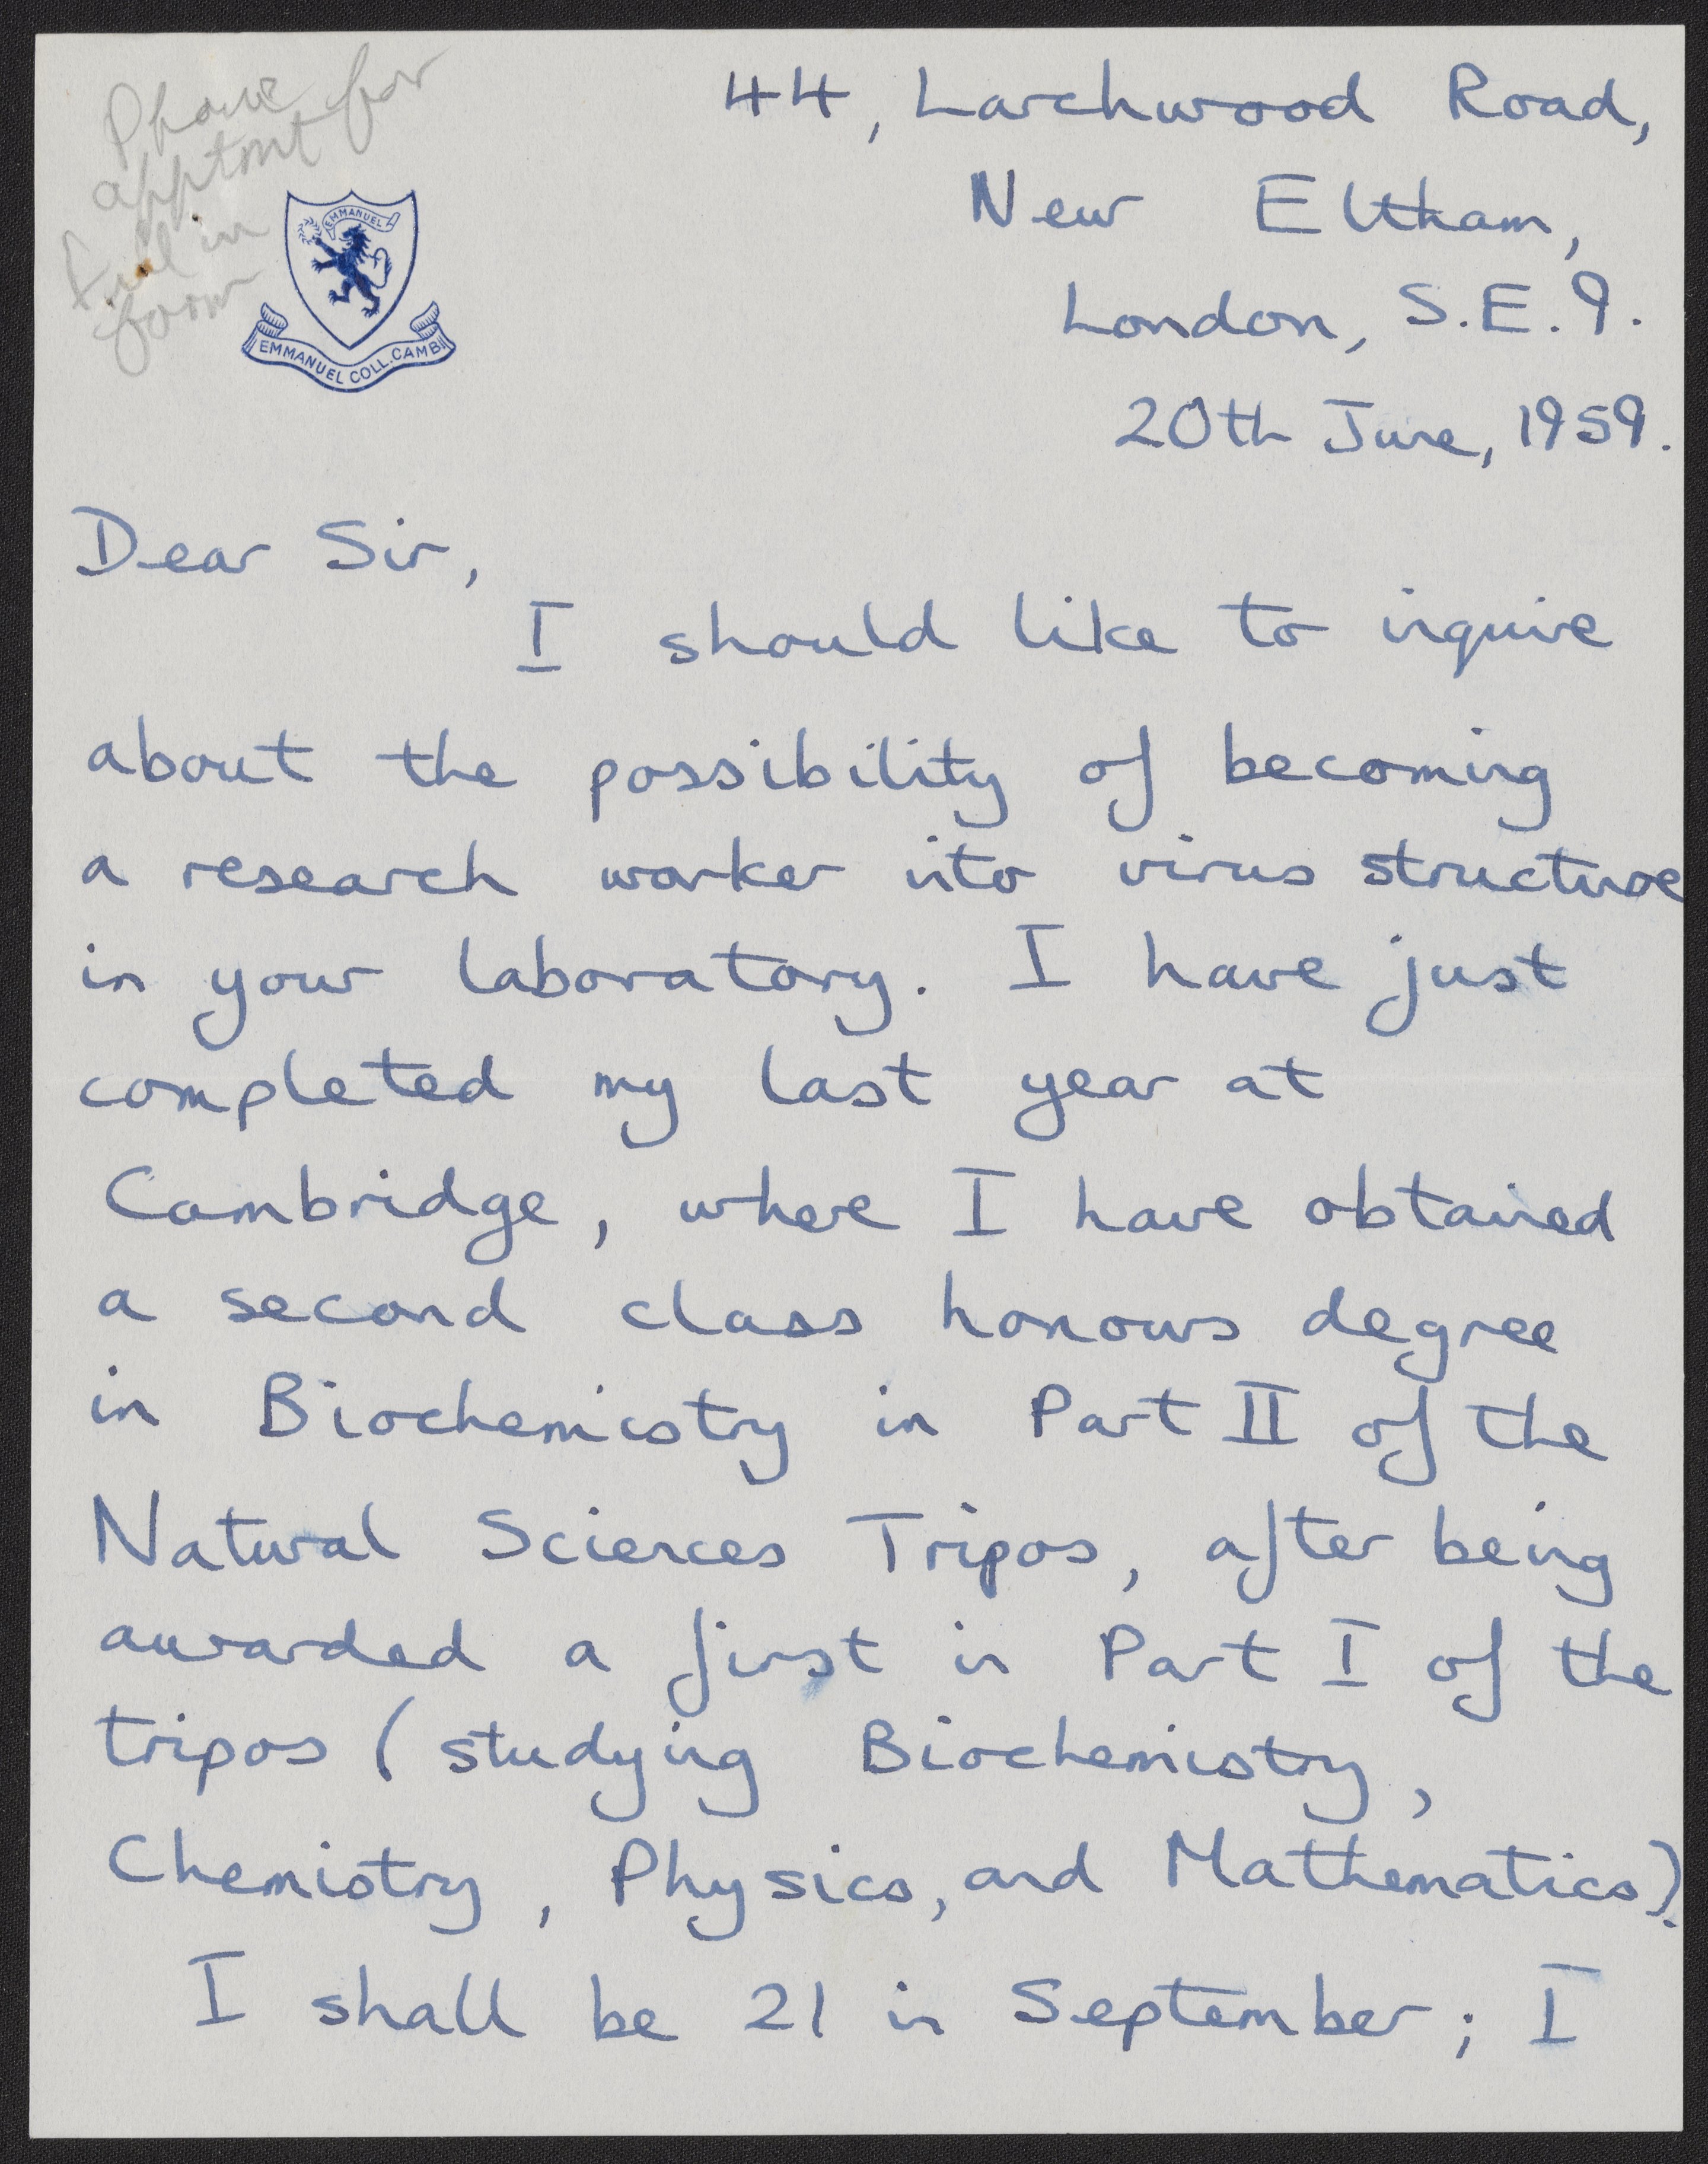 Phone for
apptmt
fill in
form
EMMANUEL
EMMANUEL COLL. CAMB
44, Larchwood Road,
New Eltham,
London, S.E.9.
20th June, 1959.
Dear Sir,
I should like to inquire
about the possibility of becoming
a research worker into virus structure
in your laboratory. I have just
completed my last year at
Cambridge, where I have obtained
a second class honours degree
in Biochemistry in Part II of the
Natural Sciences Tripos, after being
awarded a first in Part I of the
tripos (studying Biochemistry,
Chemistry, Physics, and Mathematics).
I shall be 21 in September; I